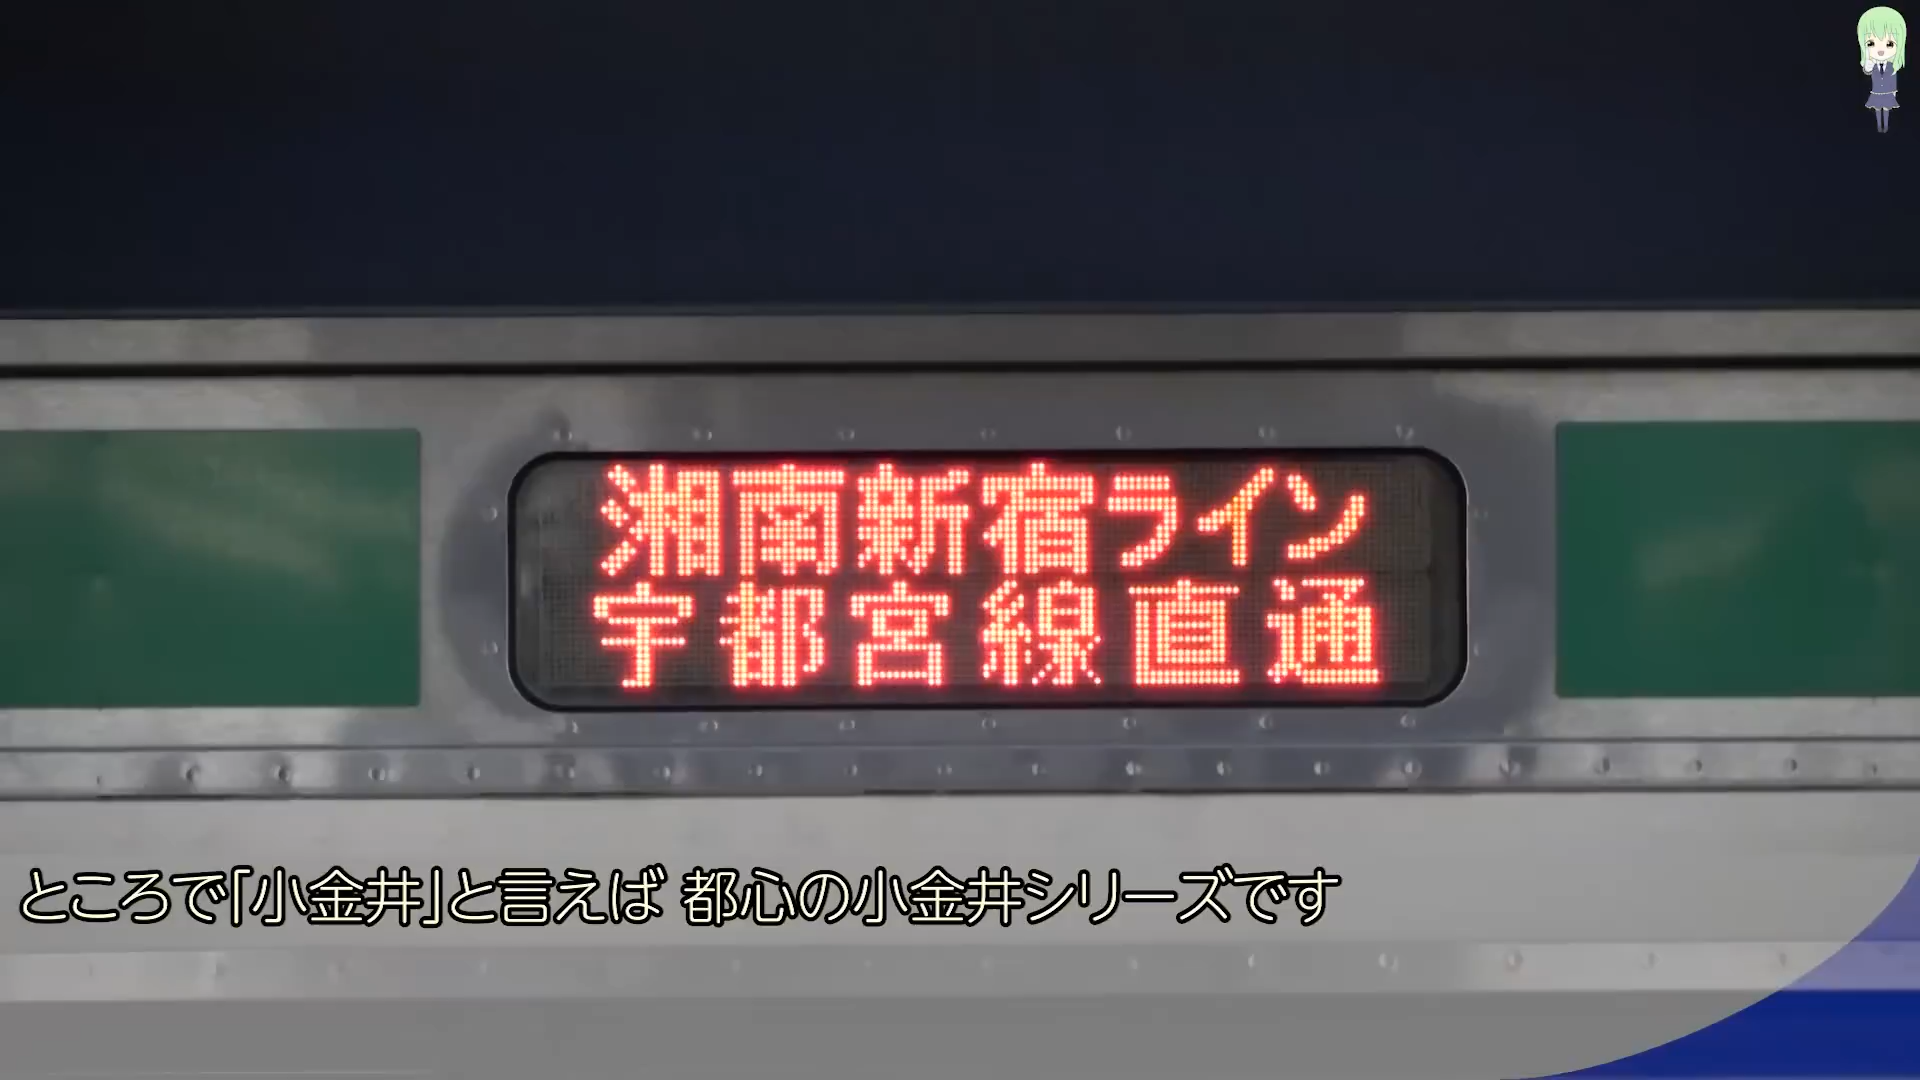 湘南新宿ライン
宇都宮線直通
ところで「小金井」と言えば 都心の小金井シリーズです